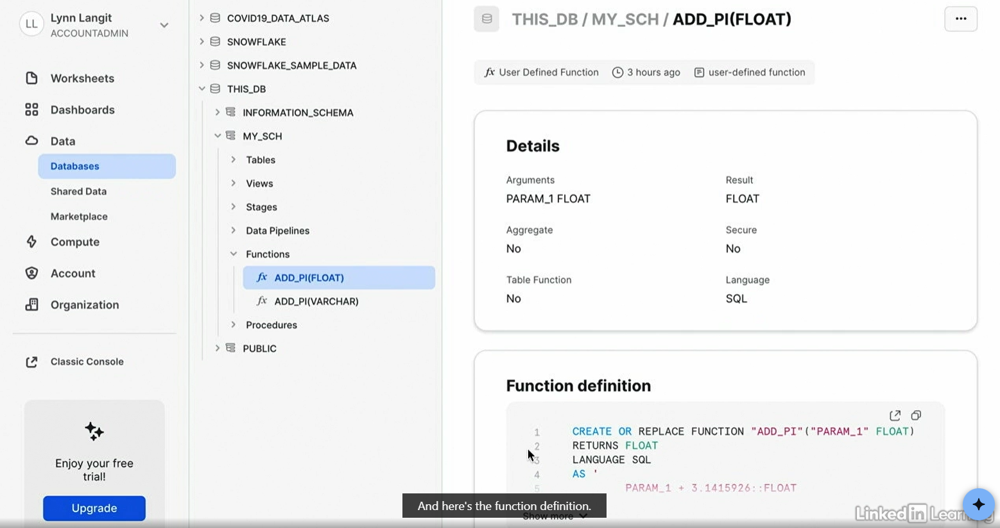 LL
Lynn Langit
ACCOUNTADMIN
Worksheets
Dashboards
Data
Databases
Shared Data
Marketplace
Compute
Account
Organization
Classic Console
Enjoy your free
trial!
Upgrade
COVID19_DATA_ATLAS
SNOWFLAKE
SNOWFLAKE_SAMPLE_DATA
THIS_DB
INFORMATION_SCHEMA
MY_SCH
Tables
Views
Stages
Data Pipelines
Functions
fx ADD_PI(FLOAT)
fx ADD_PI(VARCHAR)
Procedures
PUBLIC
THIS_DB / MY_SCH / ADD_PI(FLOAT)
fx User Defined Function 3 hours ago user-defined function
Details
Arguments Result
PARAM_1 FLOAT FLOAT
Aggregate Secure
No No
Table Function Language
No SQL
Function definition
1 CREATE OR REPLACE FUNCTION "ADD_PI"("PARAM_1" FLOAT)
2 RETURNS FLOAT
3 LANGUAGE SQL
4 AS '
5 PARAM_1 + 3.1415926::FLOAT
And here's the function definition.
Show more
LinkedIn Learning